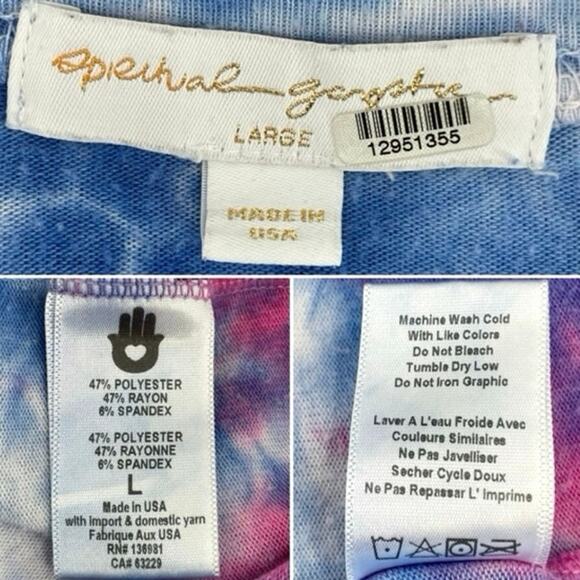 spiritual gangster
LARGE
12951355
MADE IN
USA
47% POLYESTER
47% RAYON
6% SPANDEX
47% POLYESTER
47% RAYONNE
6% SPANDEX
L
Made in USA
with import & domestic yarn
Fabrique Aux USA
RN# 136981
CA# 63229
Machine Wash Cold
With Like Colors
Do Not Bleach
Tumble Dry Low
Do Not Iron Graphic
Laver A L'eau Froide Avec
Couleurs Similaires
Ne Pas Javelliser
Secher Cycle Doux
Ne Pas Repassar L' Imprime